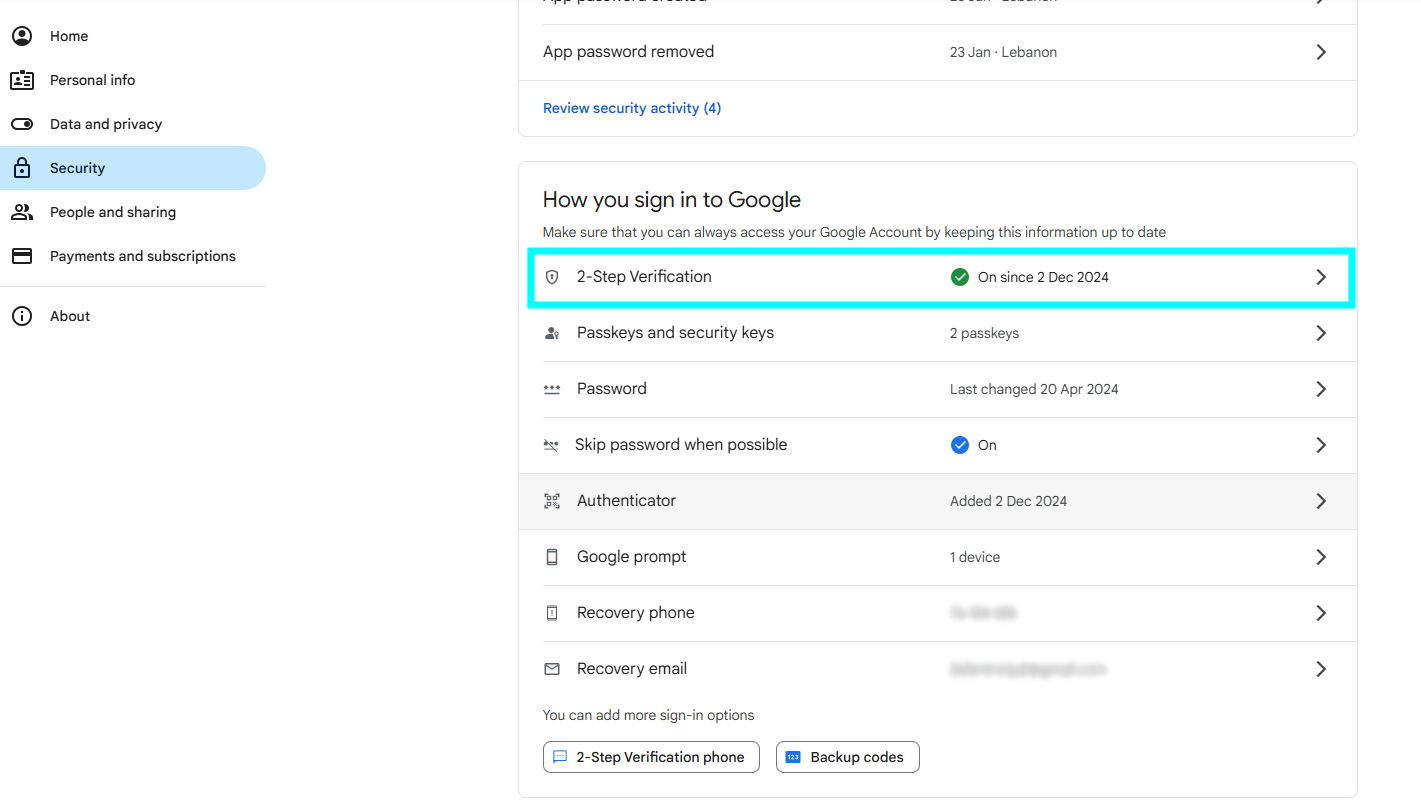 Home
Personal info
Data and privacy
Security
People and sharing
Payments and subscriptions
About
App password removed 23 Jan · Lebanon
Review security activity (4)
How you sign in to Google
Make sure that you can always access your Google Account by keeping this information up to date
2-Step Verification On since 2 Dec 2024
Passkeys and security keys 2 passkeys
Password Last changed 20 Apr 2024
Skip password when possible On
Authenticator Added 2 Dec 2024
Google prompt 1 device
Recovery phone
Recovery email
You can add more sign-in options
2-Step Verification phone
123 Backup codes